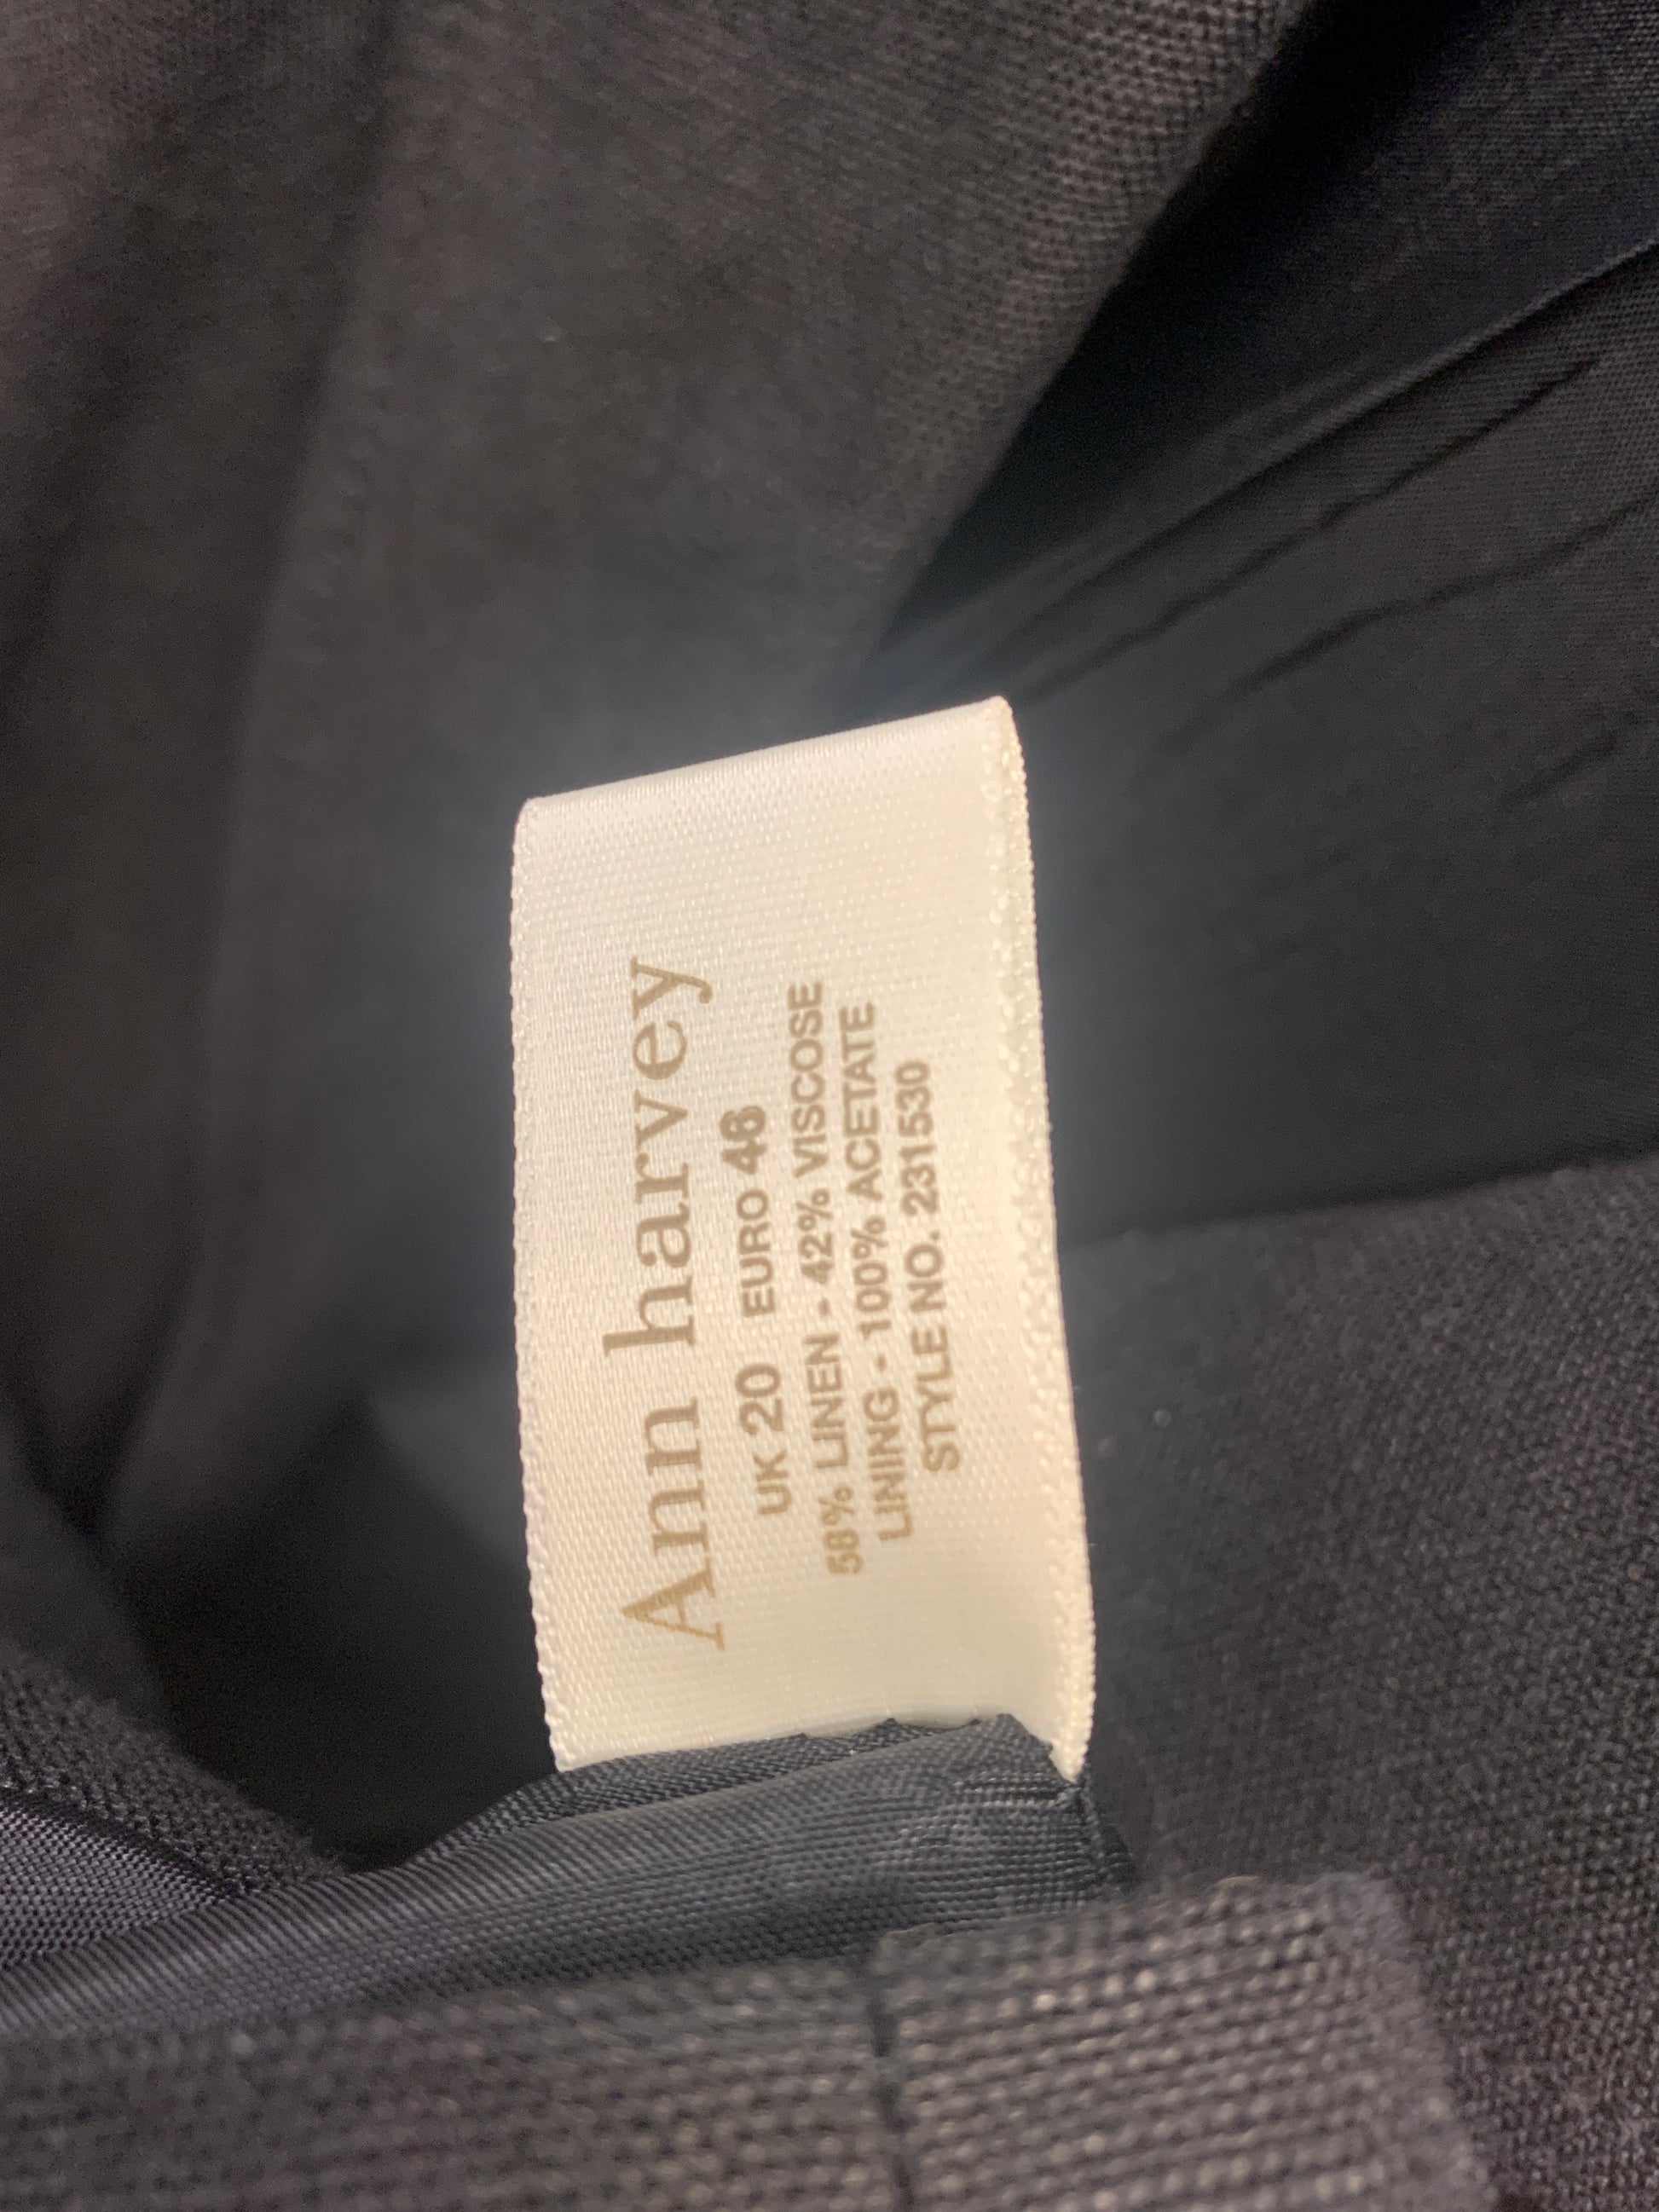 Ann harvey
UK 20 EURO 48
58% LINEN - 42% VISCOSE
LINING - 100% ACETATE
STYLE NO. 231530